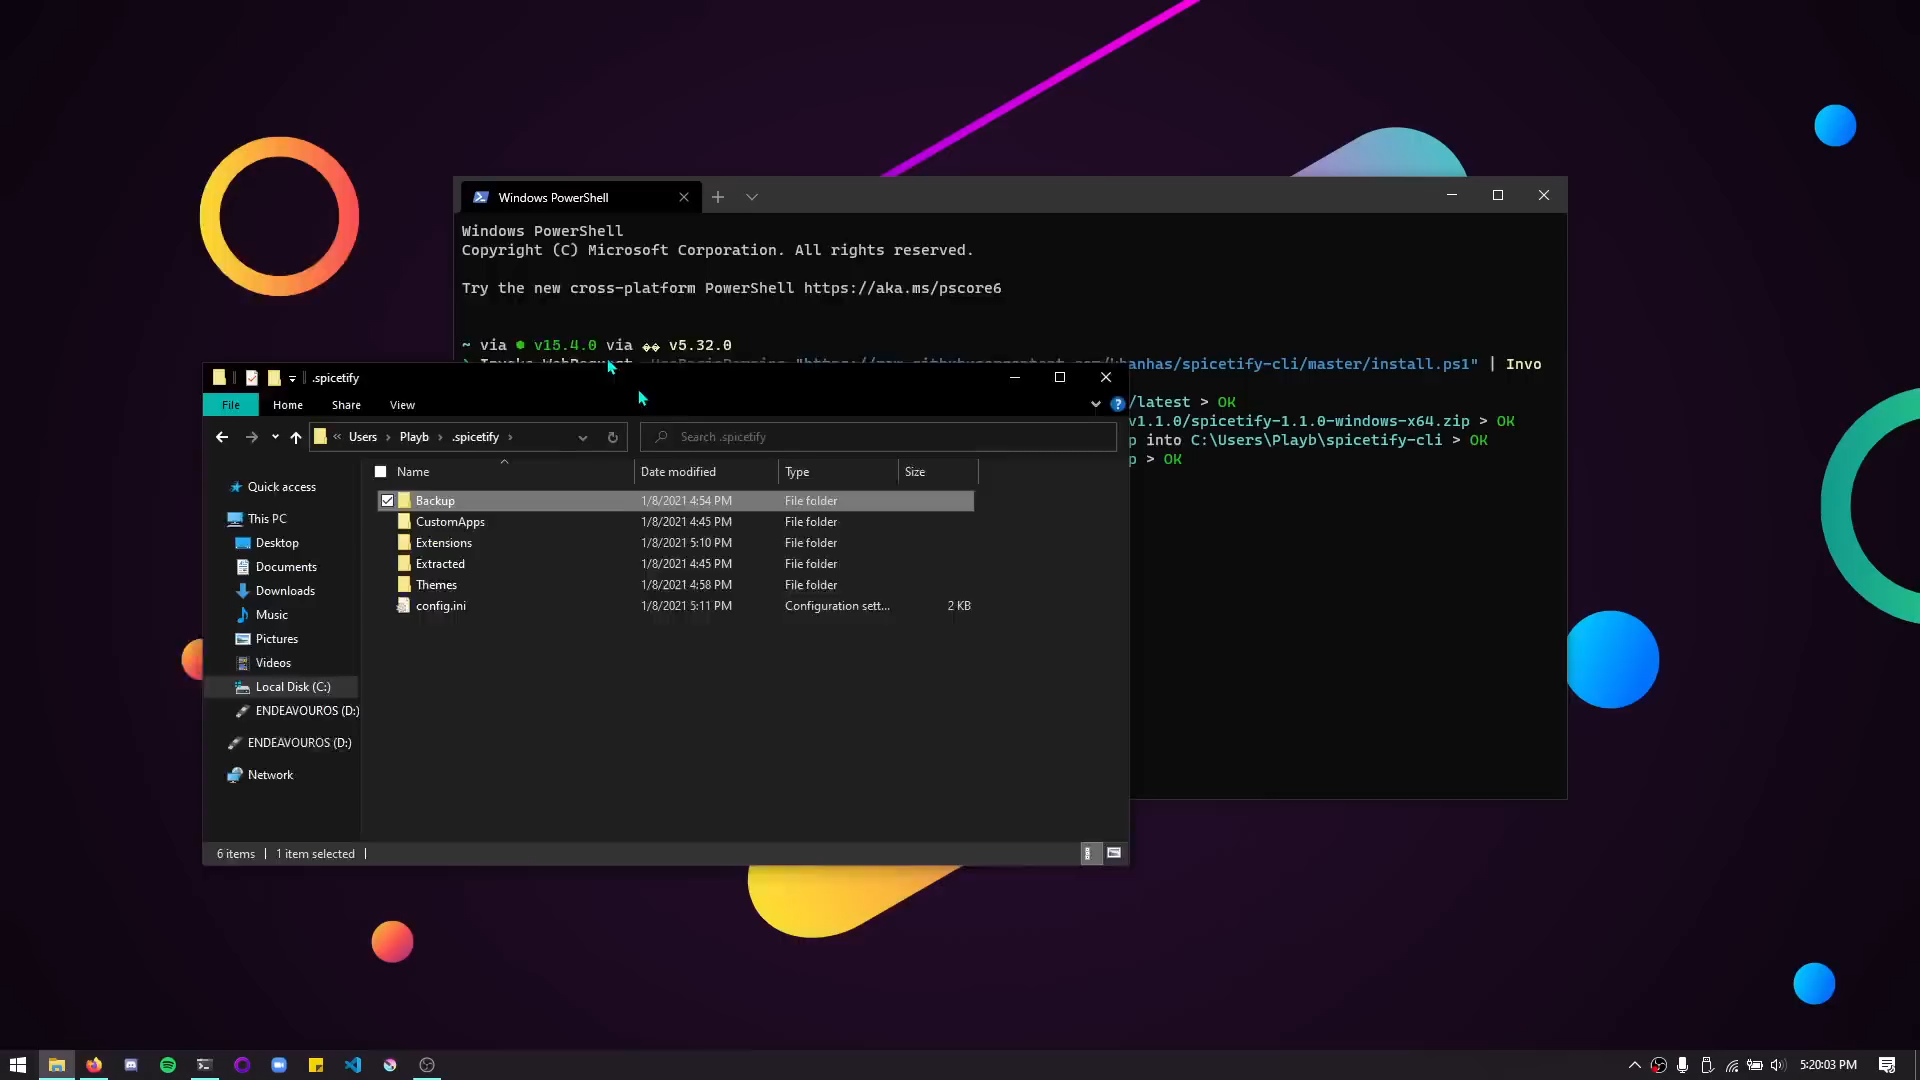 Windows PowerShell
Windows PowerShell
Copyright (C) Microsoft Corporation. All rights reserved.
Try the new cross-platform PowerShell https://aka.ms/pscore6
~ via v15.4.0 via �� v5.32.0
hanhas/spicetify-cli/master/install.ps1" | Invo
/latest > OK
v1.1.0/spicetify-1.1.0-windows-x64.zip > OK
p into C:\Users\Playb\spicetify-cli > OK
p > OK
.spicetify
File Home Share View
« Users › Playb › .spicetify ›
Search .spicetify
Name Date modified Type Size
Backup 1/8/2021 4:54 PM File folder
CustomApps 1/8/2021 4:45 PM File folder
Extensions 1/8/2021 5:10 PM File folder
Extracted 1/8/2021 4:45 PM File folder
Themes 1/8/2021 4:58 PM File folder
config.ini 1/8/2021 5:11 PM Configuration sett... 2 KB
Quick access
This PC
Desktop
Documents
Downloads
Music
Pictures
Videos
Local Disk (C:)
ENDEAVOUROS (D:)
ENDEAVOUROS (D:)
Network
6 items | 1 item selected |
5:20:03 PM